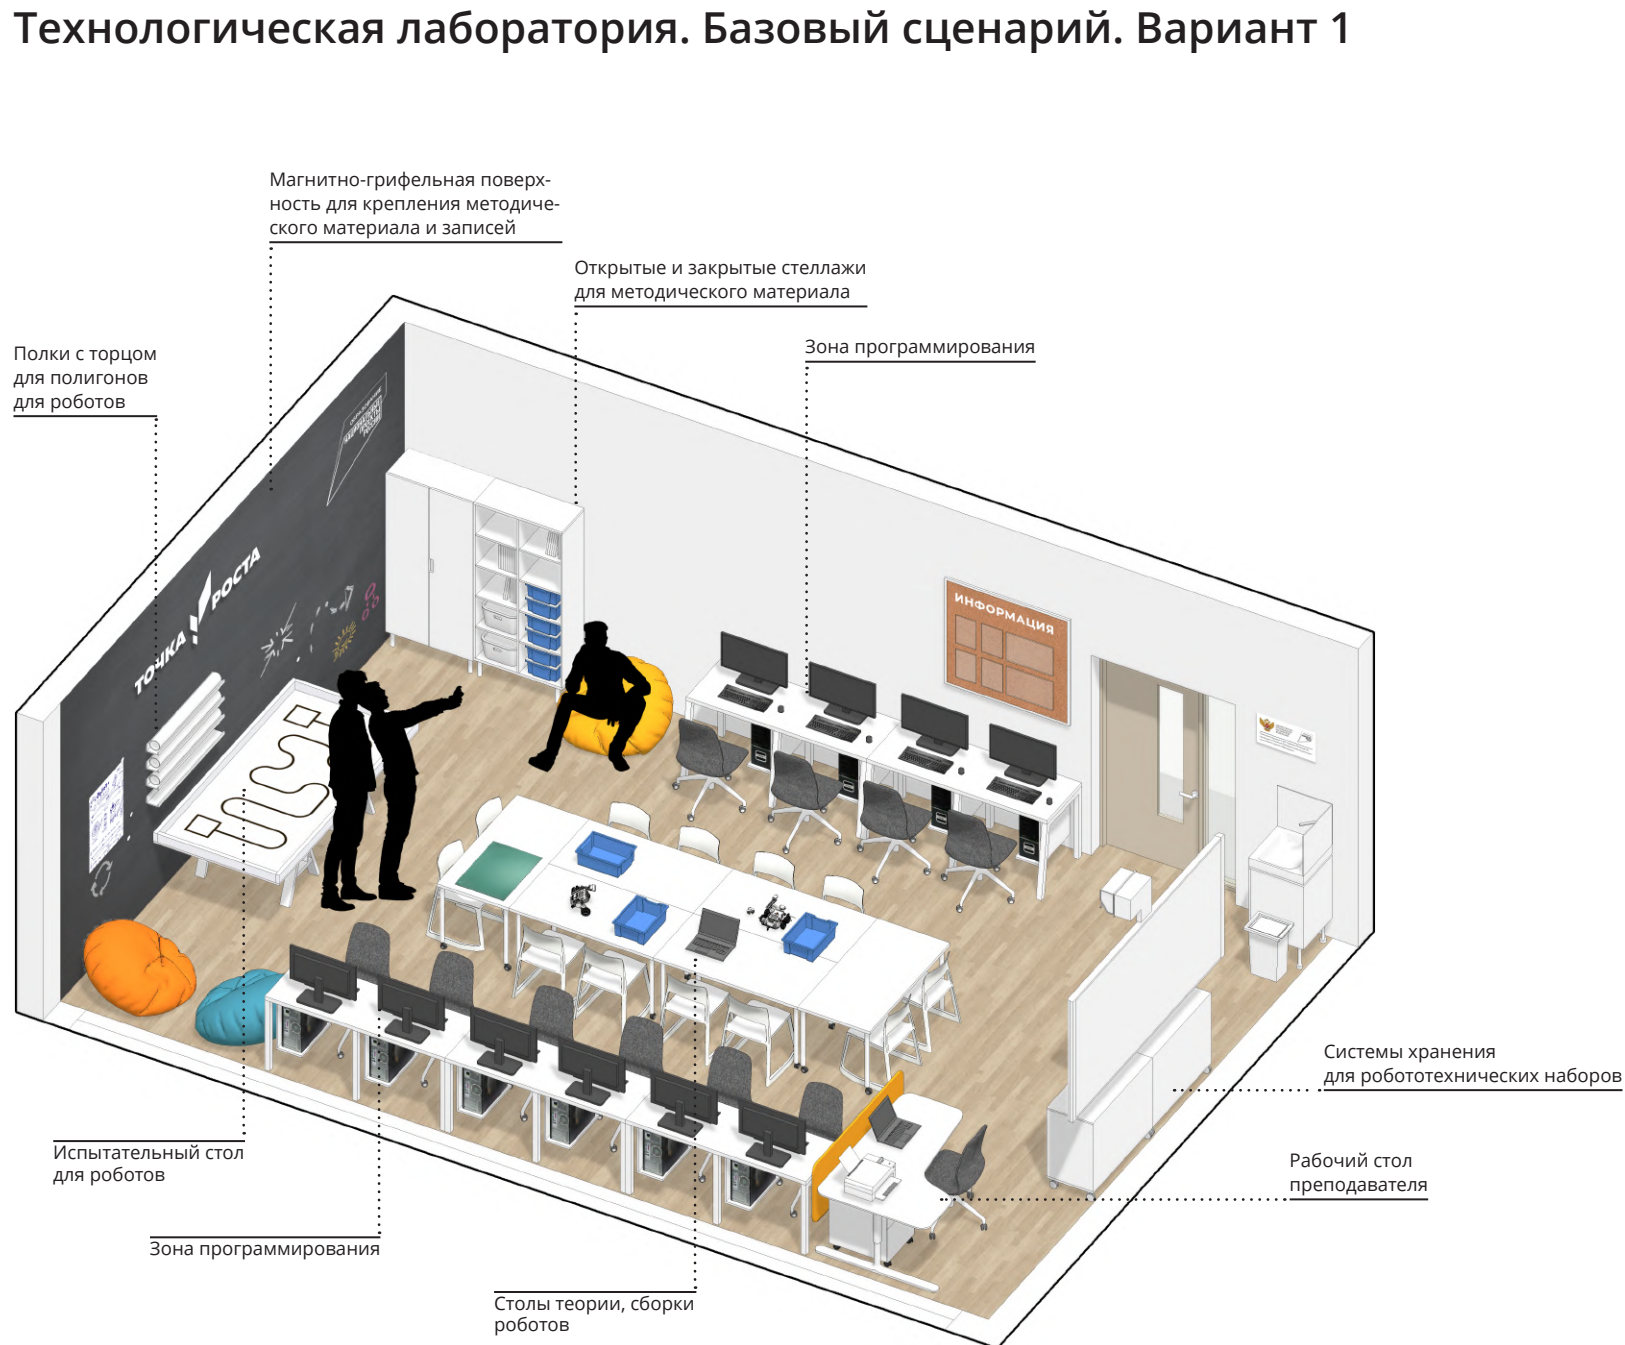 Технологическая лаборатория. Базовый сценарий. Вариант 1
Магнитно-грифельная поверх-
ность для крепления методиче-
ского материала и записей
Открытые и закрытые стеллажи
для методического материала
Зона программирования
Полки с торцом
для полигонов
для роботов
ТОЧКА РОСТА
ИНФОРМАЦИЯ
Системы хранения
для робототехнических наборов
Испытательный стол
для роботов
Рабочий стол
преподавателя
Зона программирования
Столы теории, сборки
роботов